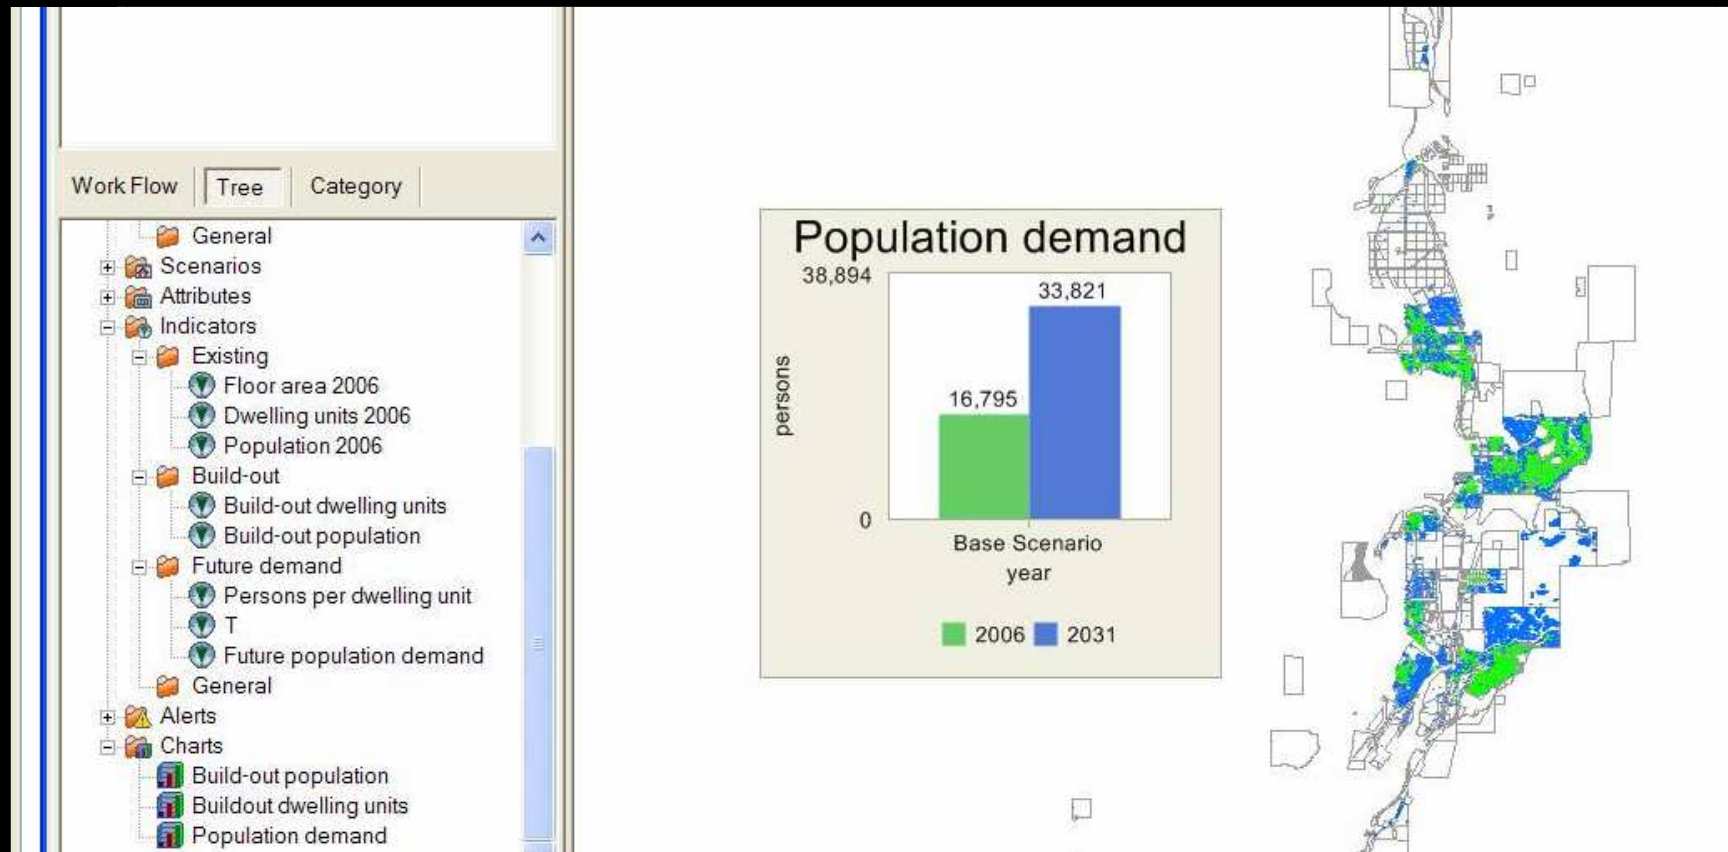 Work Flow
Tree
Category
General
Scenarios
Attributes
Indicators
Existing
Floor area 2006
Dwelling units 2006
Population 2006
Build-out
Build-out dwelling units
Build-out population
Future demand
Persons per dwelling unit
T
Future population demand
General
Alerts
Charts
Build-out population
Buildout dwelling units
Population demand
Population demand
38,894
33,821
16,795
persons
0
Base Scenario
year
2006 2031